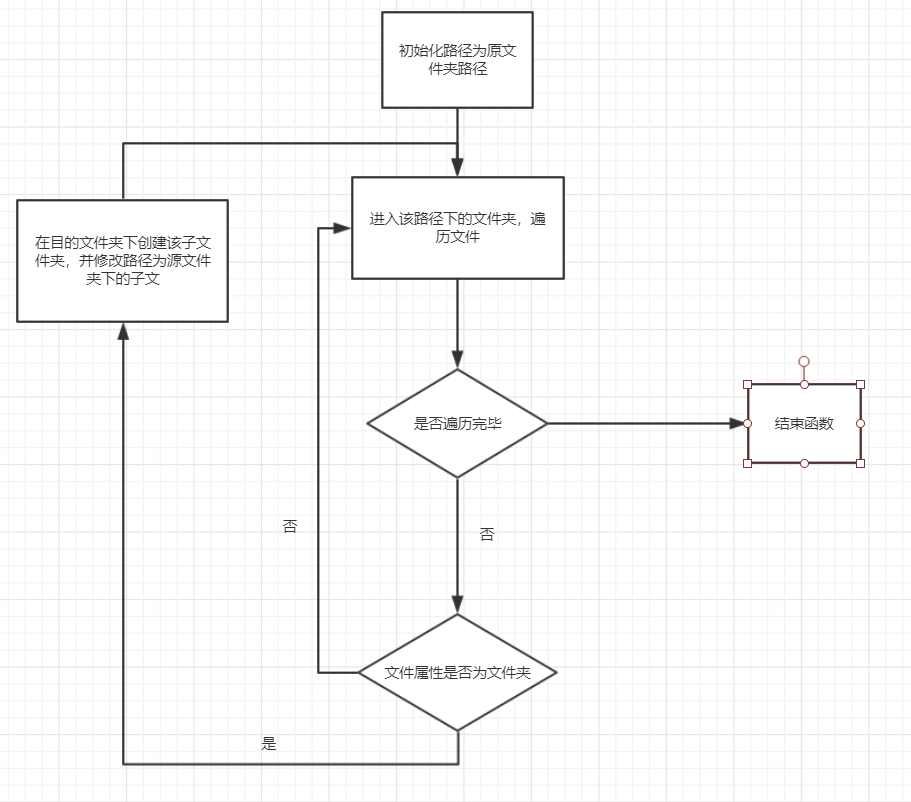 初始化路径为原文
件夹路径
进入该路径下的文件夹，遍
历文件
在目的文件夹下创建该子文
件夹，并修改路径为源文件
夹下的子文
是否遍历完毕
结束函数
否
否
文件属性是否为文件夹
是